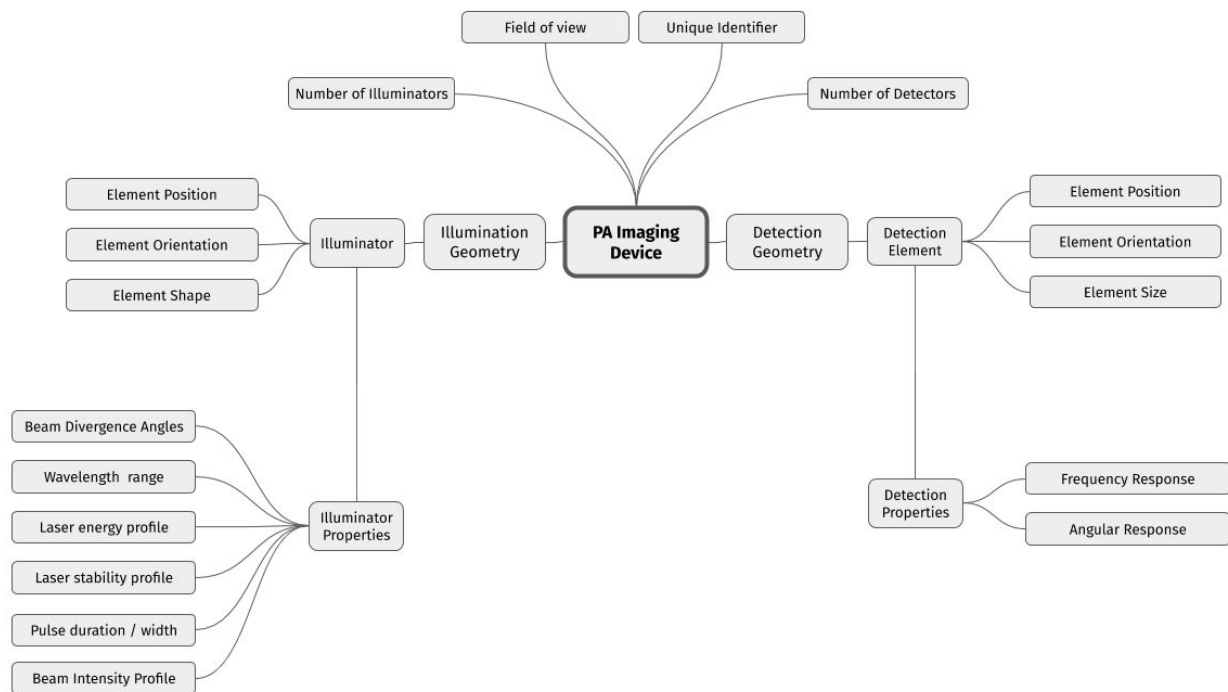 Field of view
Unique Identifier
Number of Illuminators
Number of Detectors
Element Position
Element Orientation
Element Shape
Illuminator
Illumination
Geometry
PA Imaging
Device
Detection
Geometry
Detection
Element
Element Position
Element Orientation
Element Size
Beam Divergence Angles
Wavelength range
Laser energy profile
Laser stability profile
Pulse duration / width
Beam Intensity Profile
Illuminator
Properties
Detection
Properties
Frequency Response
Angular Response